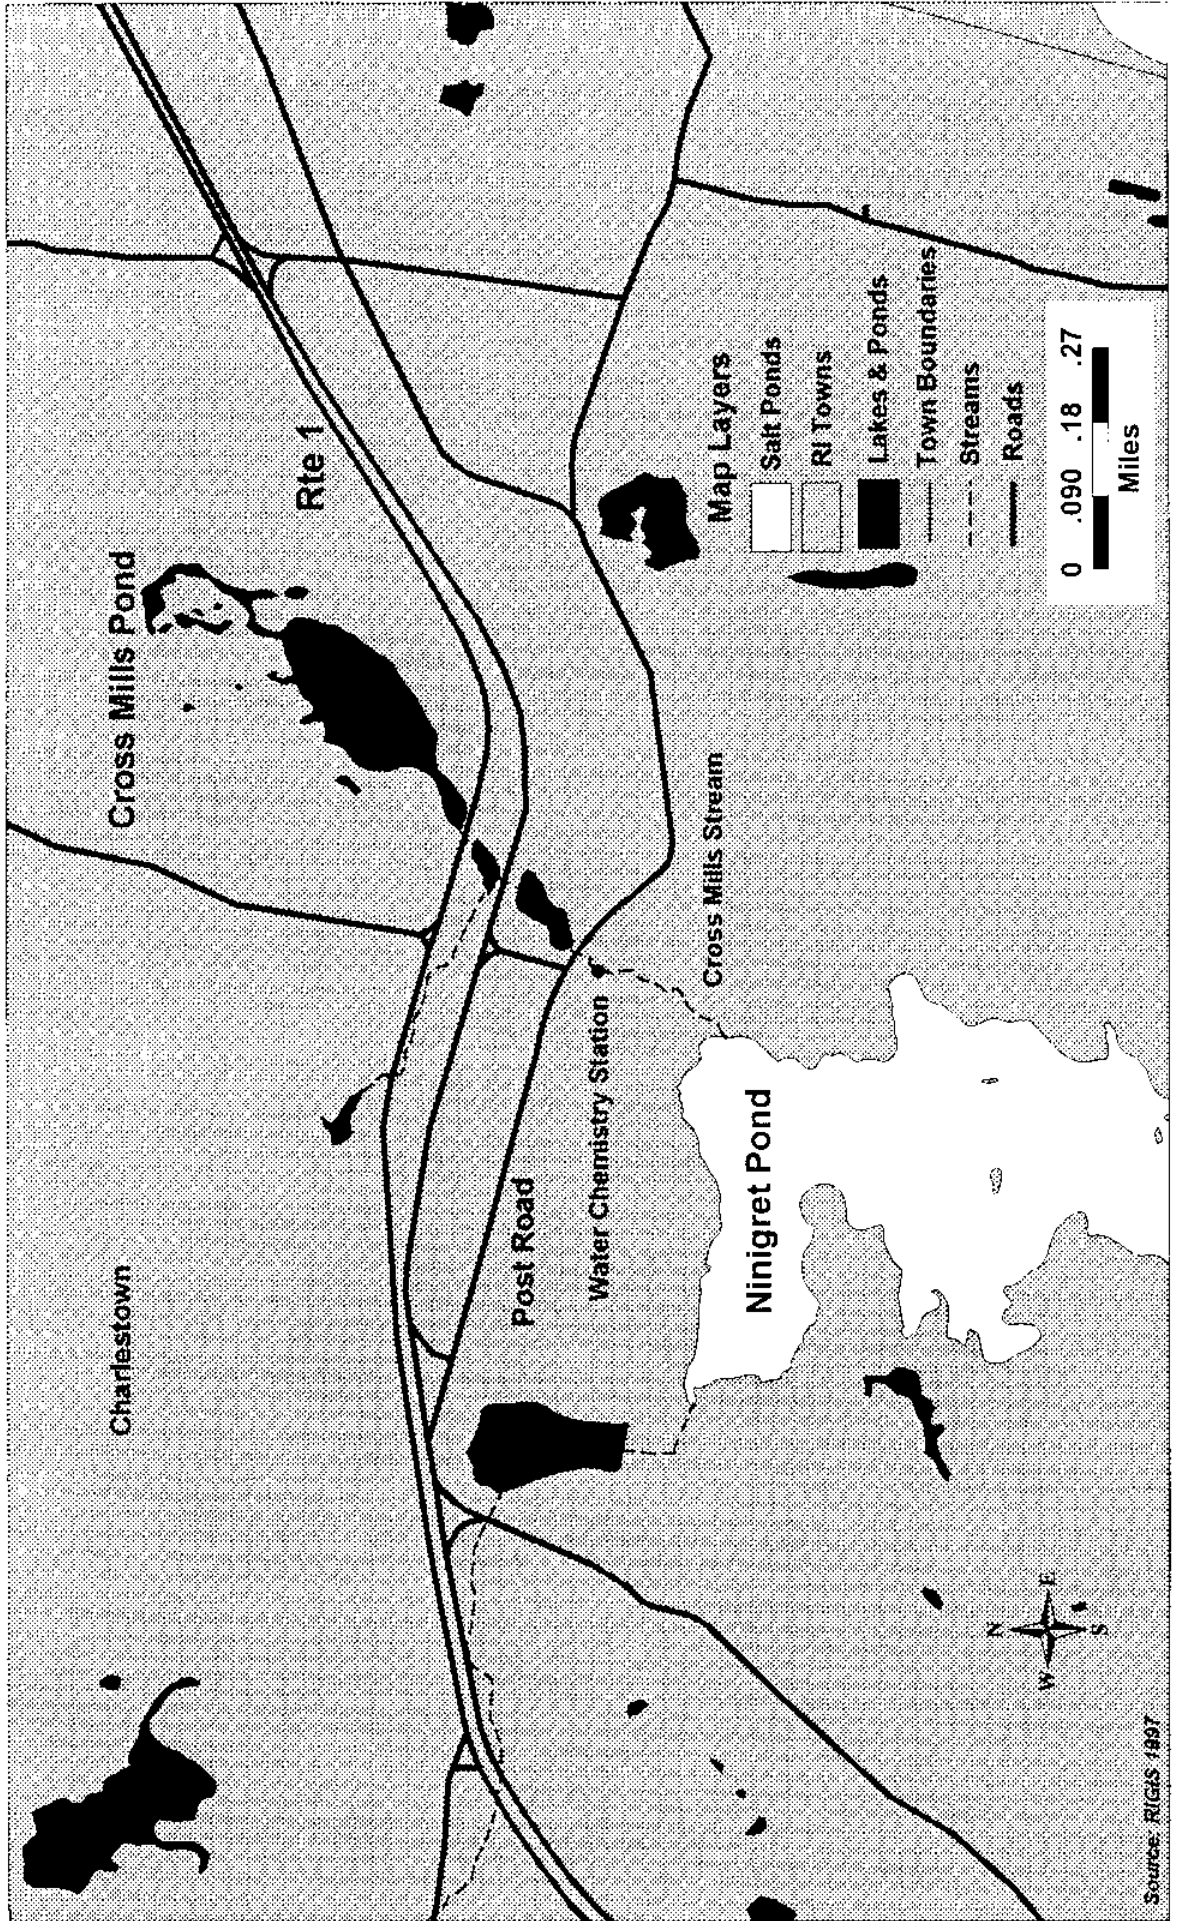 Charlestown
Cross Mills Pond
Rte 1
Post Road
Water Chemistry Station
Cross Mills Stream
Ninigret Pond
Map Layers
Salt Ponds
RI Towns
Lakes & Ponds
Town Boundaries
Streams
Roads
0 .090 .18 .27
Miles
N
W E
S
Source: RIGIS 1997